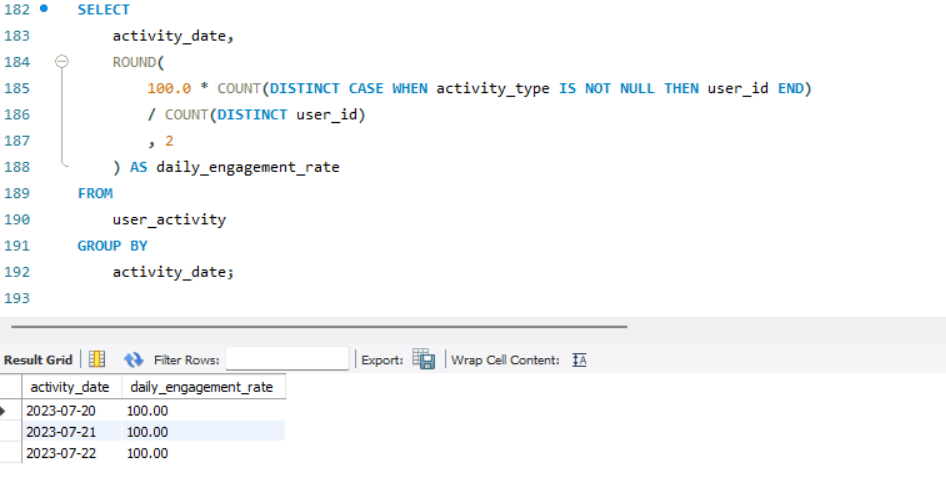 182 SELECT
183 activity_date,
184 ROUND(
185 100.0 * COUNT(DISTINCT CASE WHEN activity_type IS NOT NULL THEN user_id END)
186 / COUNT(DISTINCT user_id)
187 , 2
188 ) AS daily_engagement_rate
189 FROM
190 user_activity
191 GROUP BY
192 activity_date;
193
Result Grid Filter Rows: Export: Wrap Cell Content:
activity_date daily_engagement_rate
2023-07-20 100.00
2023-07-21 100.00
2023-07-22 100.00